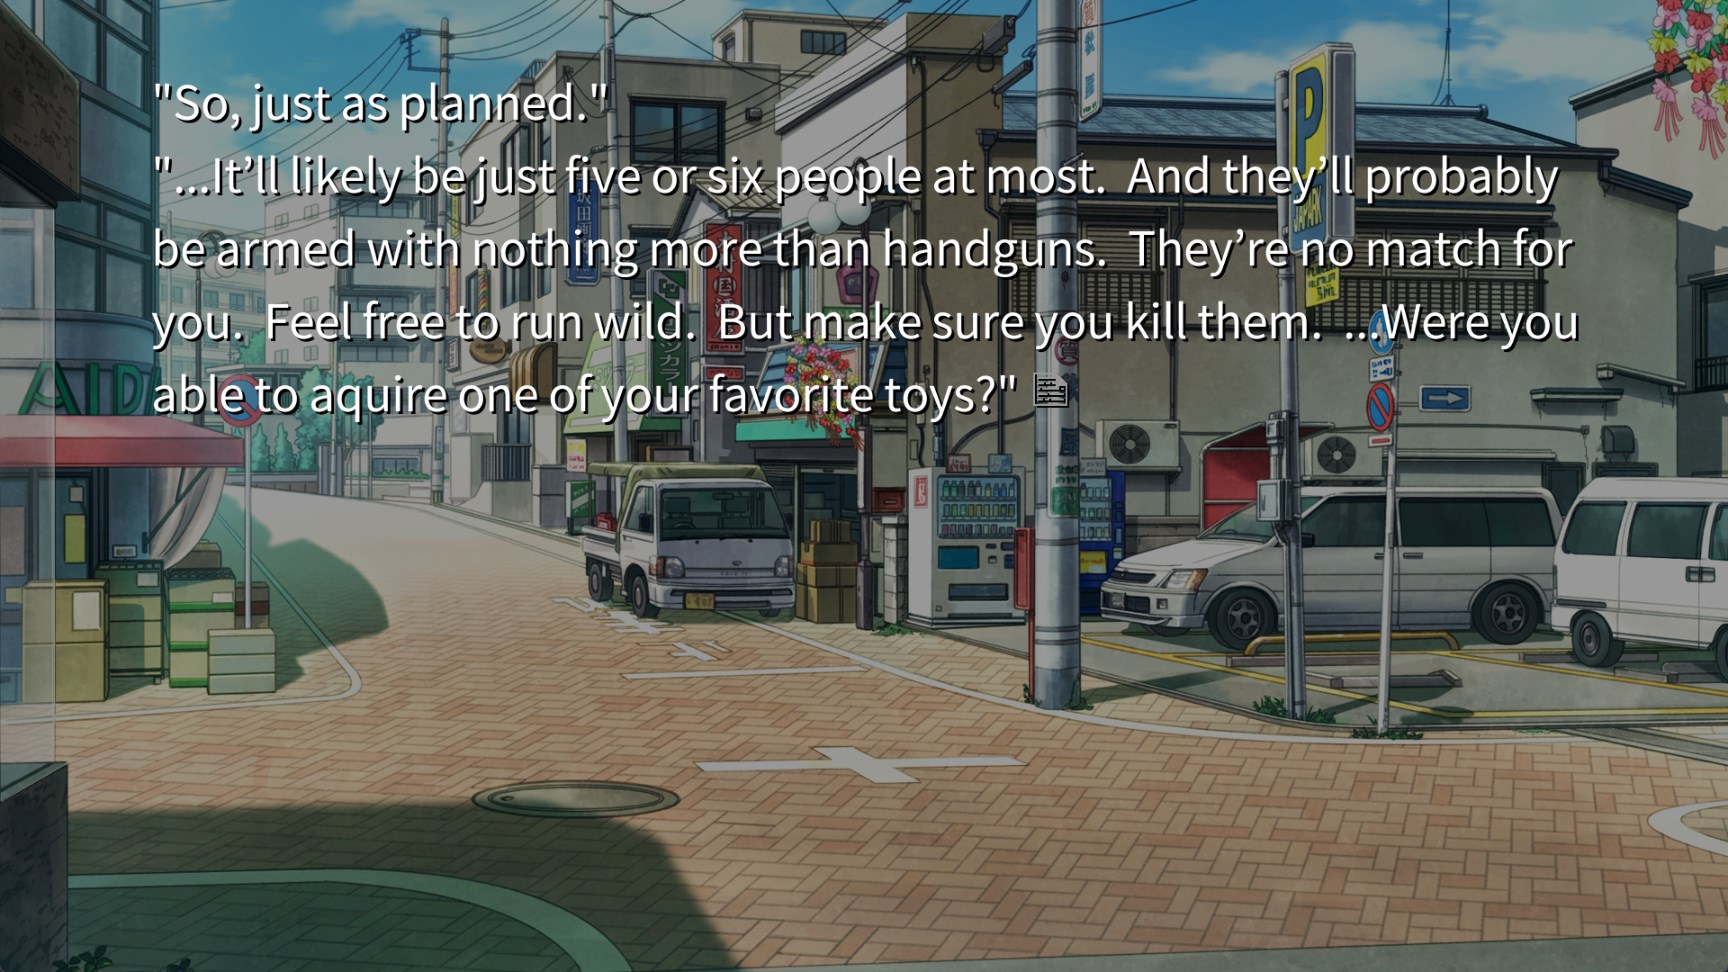 "So, just as planned."
"...It’ll likely be just five or six people at most.  And they’ll probably
be armed with nothing more than handguns.  They’re no match for
you.  Feel free to run wild.  But make sure you kill them.  ...Were you
able to aquire one of your favorite toys?"
P
AIDA